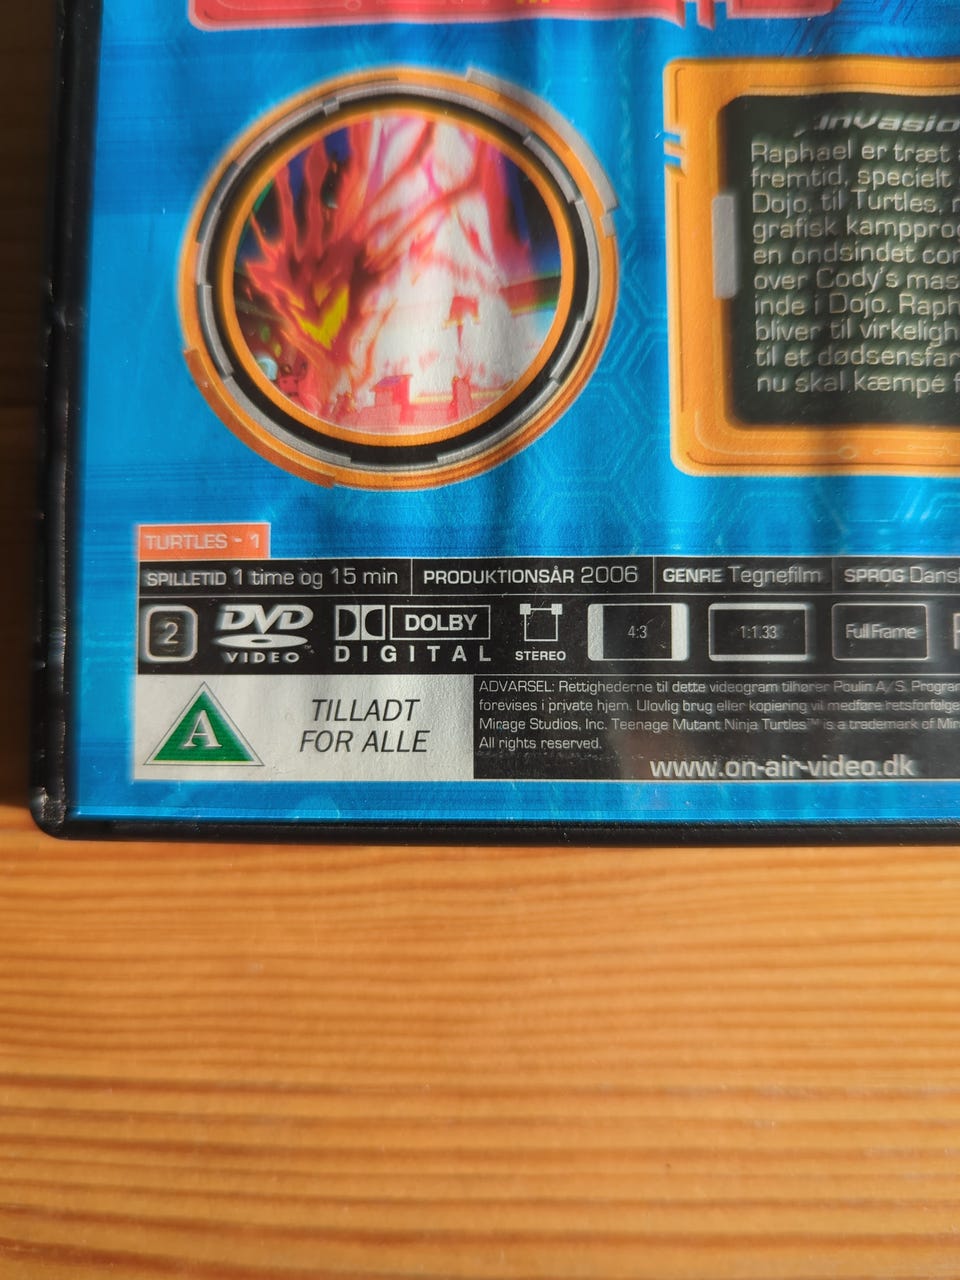 Invasio
Raphael er træt
fremtid, specielt
Dojo, til Turtles,
grafisk kampprog
en ondsindet con
over Cody's mas
inde i Dojo. Raph
bliver til virkeligh
til et dødsensfar
nu skal kæmpe f
TURTLES - 1
SPILLETID 1 time og 15 min PRODUKTIONSÅR 2006 GENRE Tegnefilm SPROG Dansk
2 DVD VIDEO DOLBY DIGITAL STEREO 4:3 1:1.33 Full Frame
A TILLADT FOR ALLE
ADVARSEL: Rettighederne til dette videogram tilhører Poulin A/S. Program
forevises i private hjem. Ulovlig brug eller kopiering vil medføre retsforfølge
Mirage Studios, Inc. Teenage Mutant Ninja Turtles™ is a trademark of Mir
All rights reserved.
www.on-air-video.dk